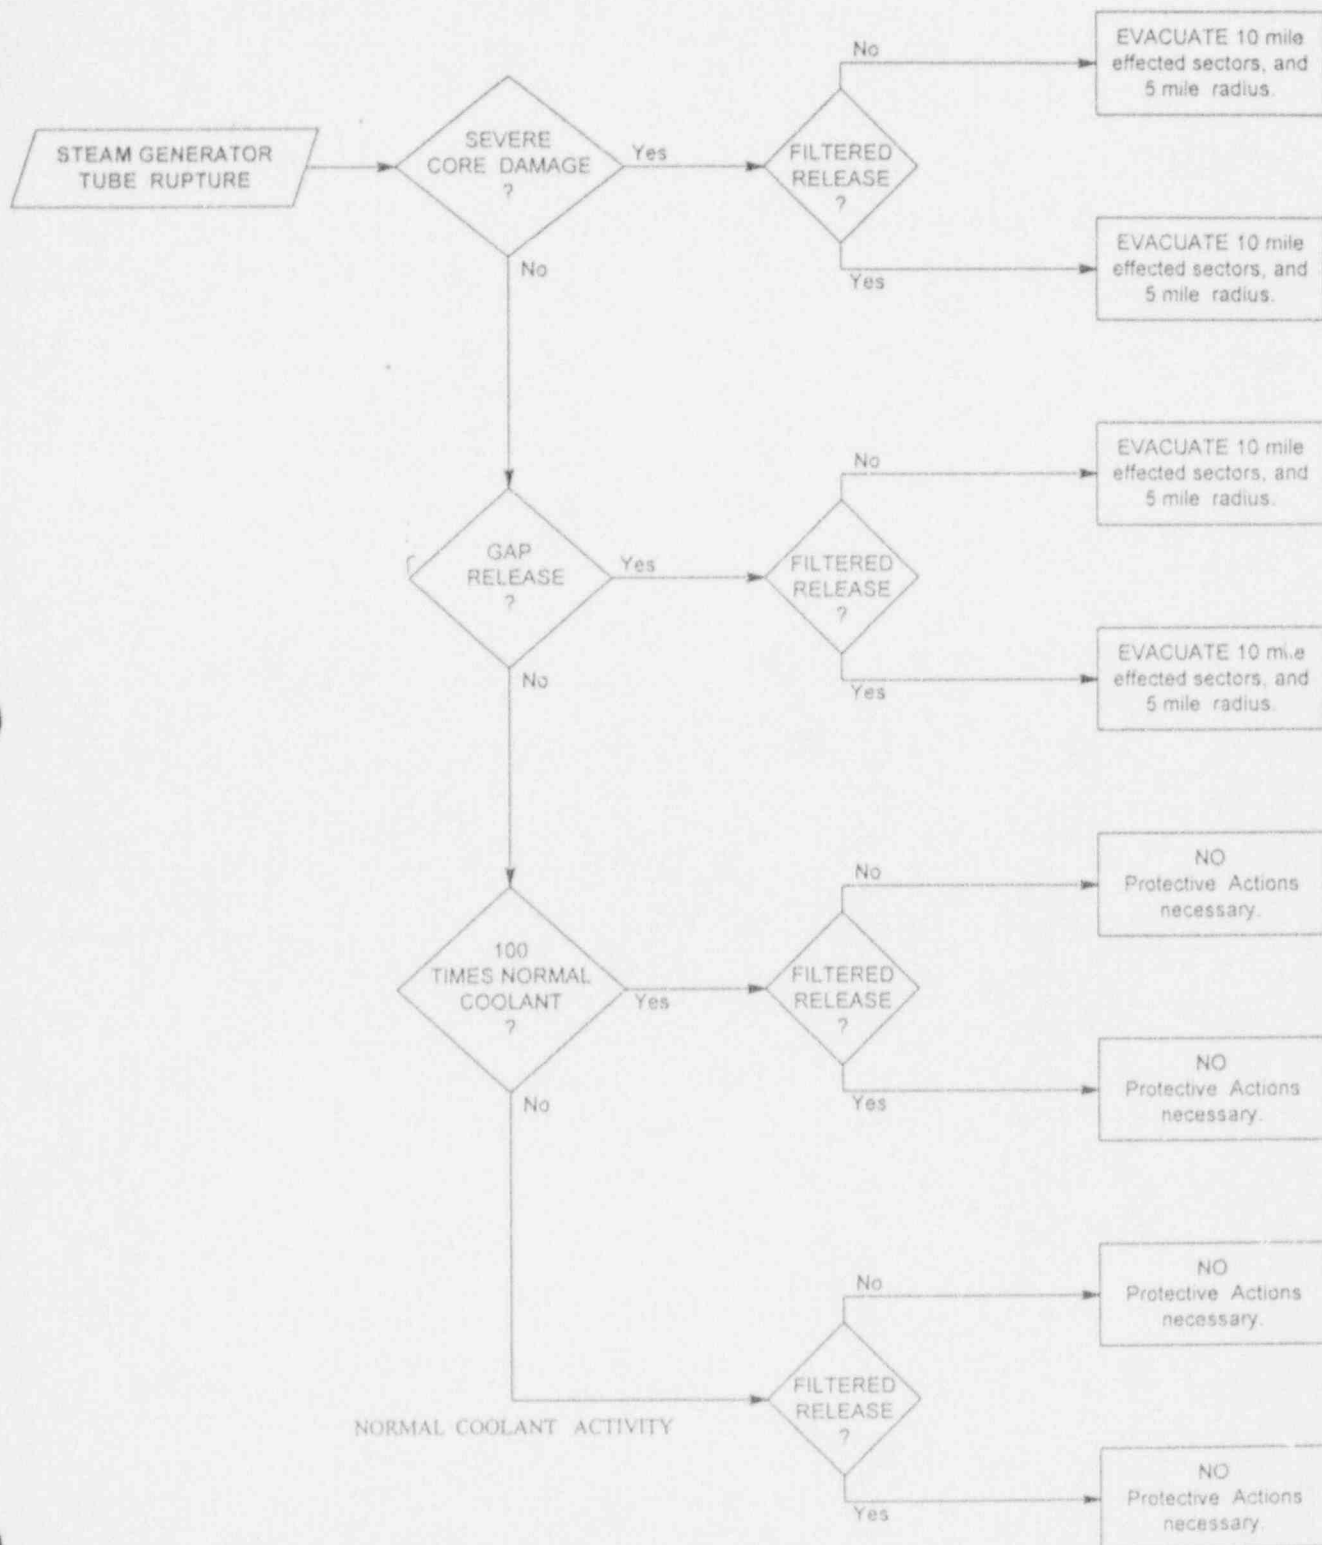 No
EVACUATE 10 mile
effected sectors, and
5 mile radius.
STEAM GENERATOR
TUBE RUPTURE
SEVERE
CORE DAMAGE
?
Yes
FILTERED
RELEASE
?
No
Yes
EVACUATE 10 mile
effected sectors, and
5 mile radius.
GAP
RELEASE
?
Yes
No
FILTERED
RELEASE
?
No
EVACUATE 10 mile
effected sectors, and
5 mile radius.
Yes
EVACUATE 10 mile
effected sectors, and
5 mile radius.
100
TIMES NORMAL
COOLANT
?
Yes
No
FILTERED
RELEASE
?
No
NO
Protective Actions
necessary.
Yes
NO
Protective Actions
necessary.
NORMAL COOLANT ACTIVITY
FILTERED
RELEASE
?
No
NO
Protective Actions
necessary.
Yes
NO
Protective Actions
necessary.